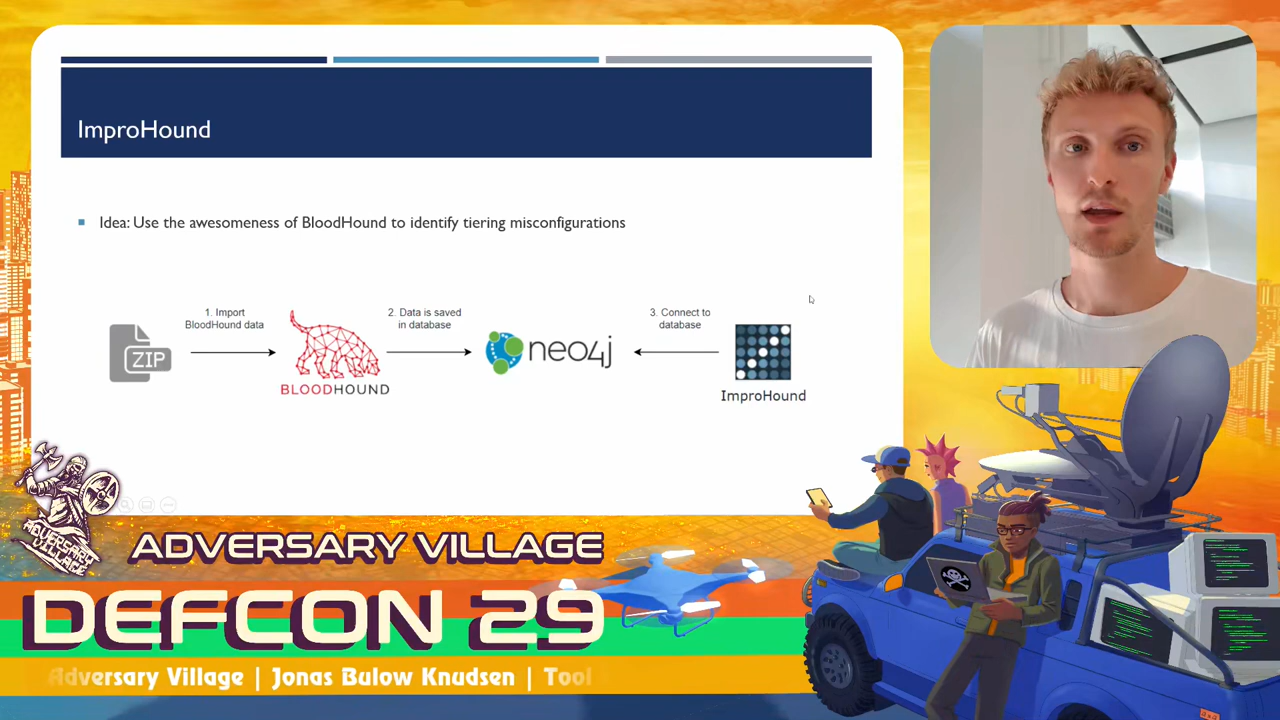 ImproHound
Idea: Use the awesomeness of BloodHound to identify tiering misconfigurations
1. Import
BloodHound data
2. Data is saved
in database
3. Connect to
database
ZIP
BLOODHOUND
neo4j
ImproHound
ADVERSARY
VILLAGE
ADVERSARY VILLAGE
DEFCON 29
Adversary Village | Jonas Bulow Knudsen | Tool